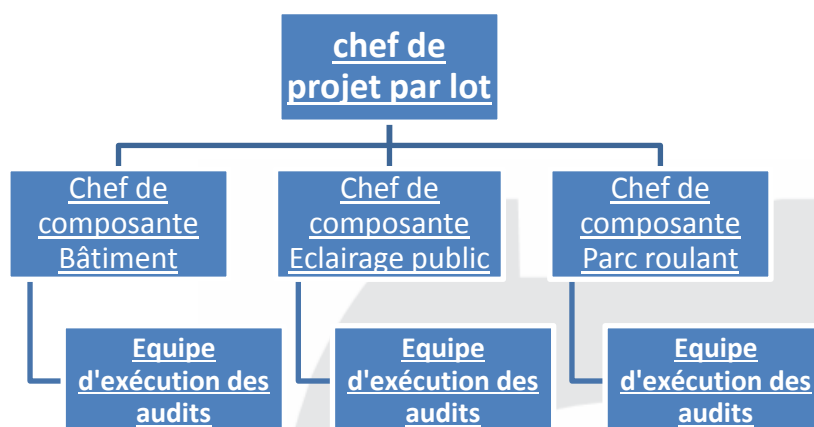 chef de
projet par lot
Chef de
composante
Bâtiment
Chef de
composante
Eclairage public
Chef de
composante
Parc roulant
Equipe
d'exécution des
audits
Equipe
d'exécution des
audits
Equipe
d'exécution des
audits